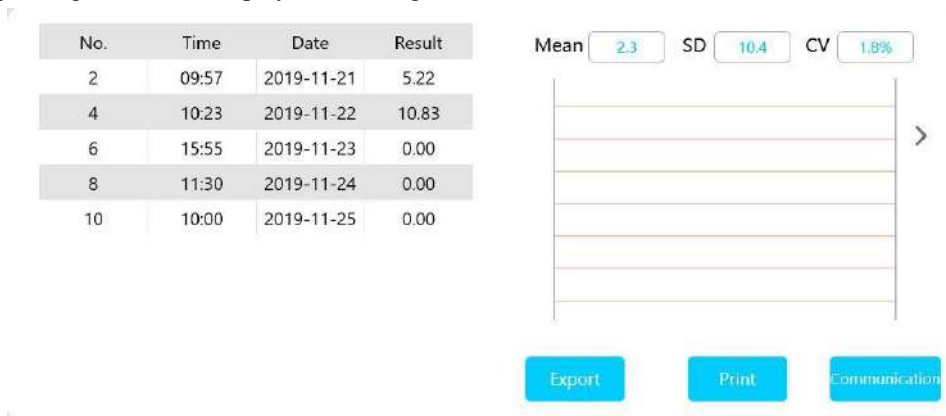 No. Time Date Result
2 09:57 2019-11-21 5.22
4 10:23 2019-11-22 10.83
6 15:55 2019-11-23 0.00
8 11:30 2019-11-24 0.00
10 10:00 2019-11-25 0.00
Mean 2.3 SD 10.4 CV 1.8%
>
Export Print Communication